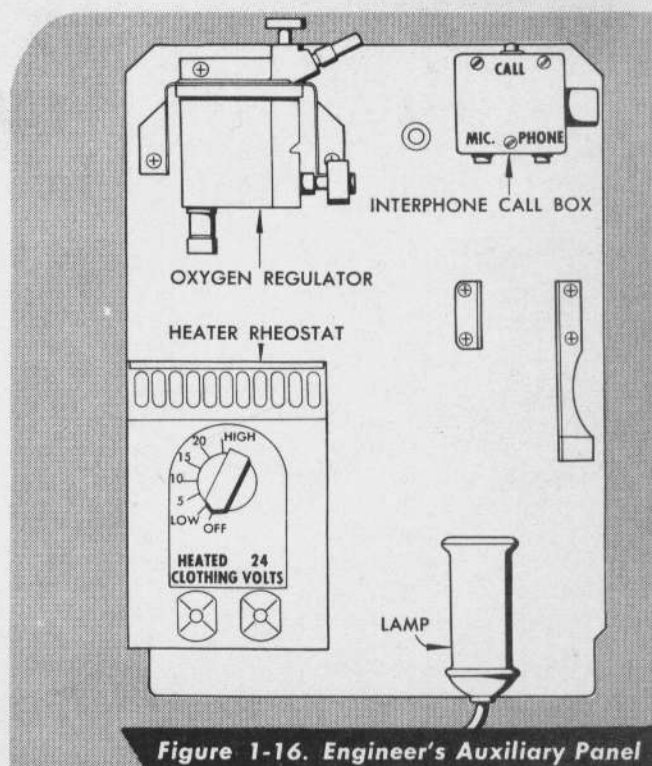 CALL
MIC. PHONE
INTERPHONE CALL BOX
OXYGEN REGULATOR
HEATER RHEOSTAT
HIGH
20
15
10
5
LOW
OFF
HEATED 24
CLOTHING VOLTS
LAMP
Figure 1-16. Engineer's Auxiliary Panel